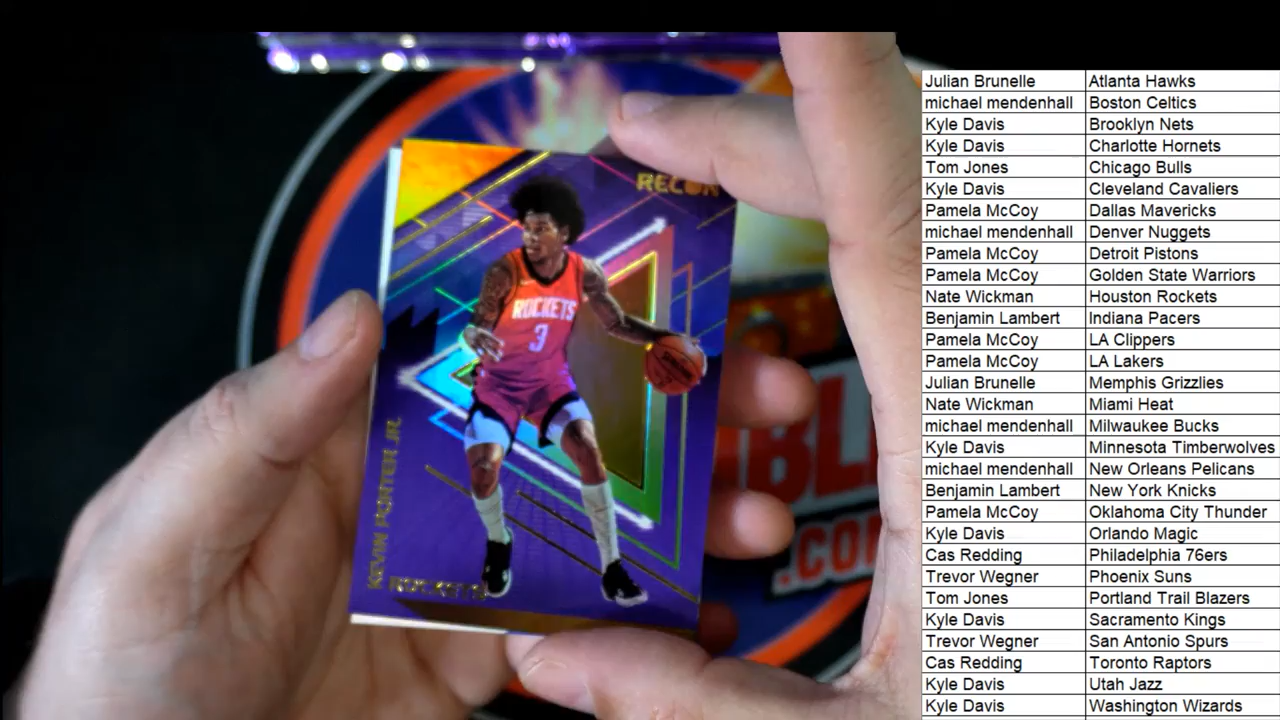 RECON
ROCKETS
3
KEVIN PORTER JR.
ROCKETS
.COM
Julian Brunelle Atlanta Hawks
michael mendenhall Boston Celtics
Kyle Davis Brooklyn Nets
Kyle Davis Charlotte Hornets
Tom Jones Chicago Bulls
Kyle Davis Cleveland Cavaliers
Pamela McCoy Dallas Mavericks
michael mendenhall Denver Nuggets
Pamela McCoy Detroit Pistons
Pamela McCoy Golden State Warriors
Nate Wickman Houston Rockets
Benjamin Lambert Indiana Pacers
Pamela McCoy LA Clippers
Pamela McCoy LA Lakers
Julian Brunelle Memphis Grizzlies
Nate Wickman Miami Heat
michael mendenhall Milwaukee Bucks
Kyle Davis Minnesota Timberwolves
michael mendenhall New Orleans Pelicans
Benjamin Lambert New York Knicks
Pamela McCoy Oklahoma City Thunder
Kyle Davis Orlando Magic
Cas Redding Philadelphia 76ers
Trevor Wegner Phoenix Suns
Tom Jones Portland Trail Blazers
Kyle Davis Sacramento Kings
Trevor Wegner San Antonio Spurs
Cas Redding Toronto Raptors
Kyle Davis Utah Jazz
Kyle Davis Washington Wizards